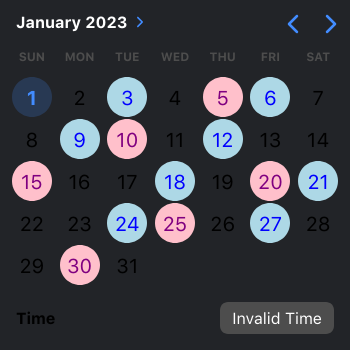 January 2023 >
SUN MON TUE WED THU FRI SAT
1 2 3 4 5 6 7
8 9 10 11 12 13 14
15 16 17 18 19 20 21
22 23 24 25 26 27 28
29 30 31
Time Invalid Time